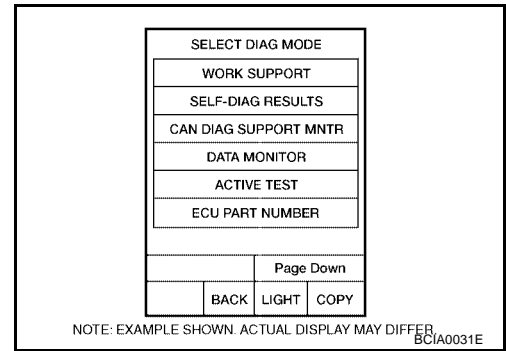 SELECT DIAG MODE
WORK SUPPORT
SELF-DIAG RESULTS
CAN DIAG SUPPORT MNTR
DATA MONITOR
ACTIVE TEST
ECU PART NUMBER
Page Down
BACK LIGHT COPY
NOTE: EXAMPLE SHOWN. ACTUAL DISPLAY MAY DIFFER.
BCIA0031E